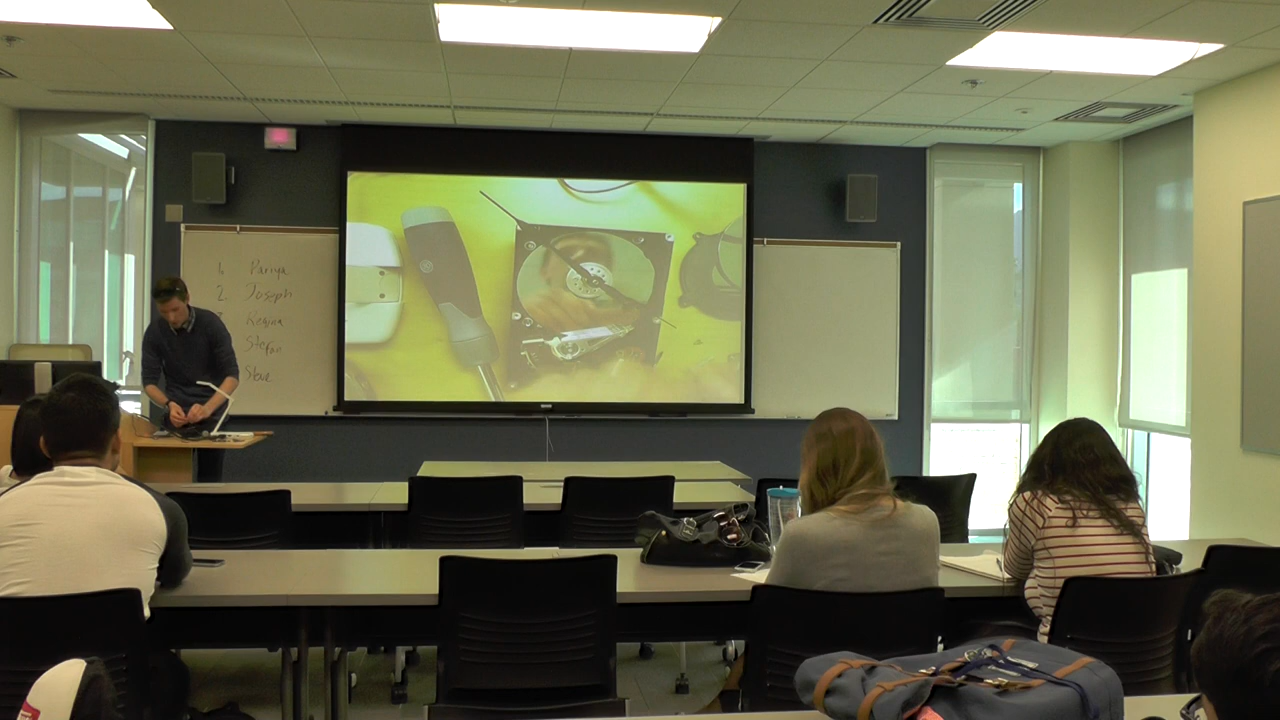 1. Pariya
2. Joseph
Regina
Stefan
Steve